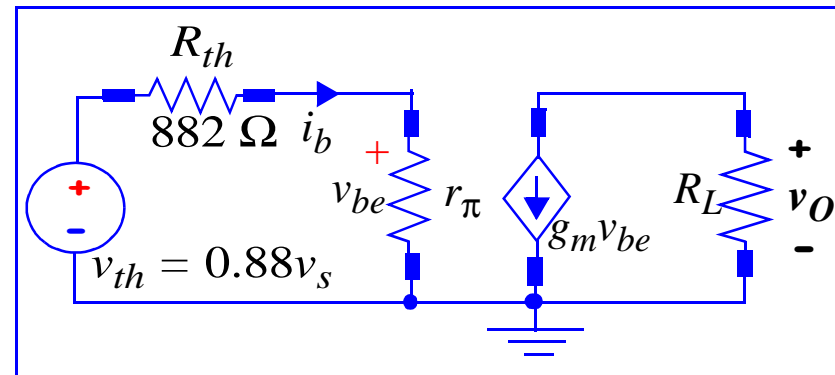 R_th
882 Ω
i_b
+
v_be
r_π
g_m v_be
R_L
+
v_O
-
+
-
v_th = 0.88v_s